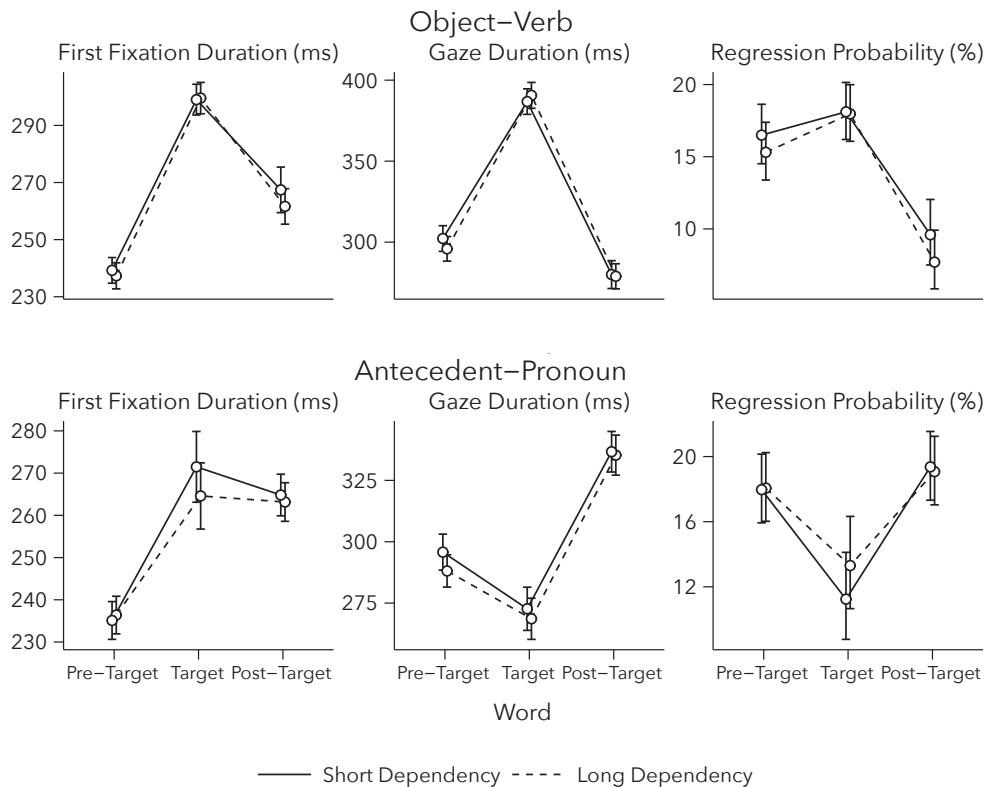 Object–Verb
First Fixation Duration (ms)
Gaze Duration (ms)
Regression Probability (%)
290
270
250
230
400
350
300
20
15
10
Antecedent–Pronoun
First Fixation Duration (ms)
Gaze Duration (ms)
Regression Probability (%)
280
270
260
250
240
230
325
300
275
20
16
12
Pre–Target Target Post–Target
Pre–Target Target Post–Target
Pre–Target Target Post–Target
Word
Short Dependency
Long Dependency